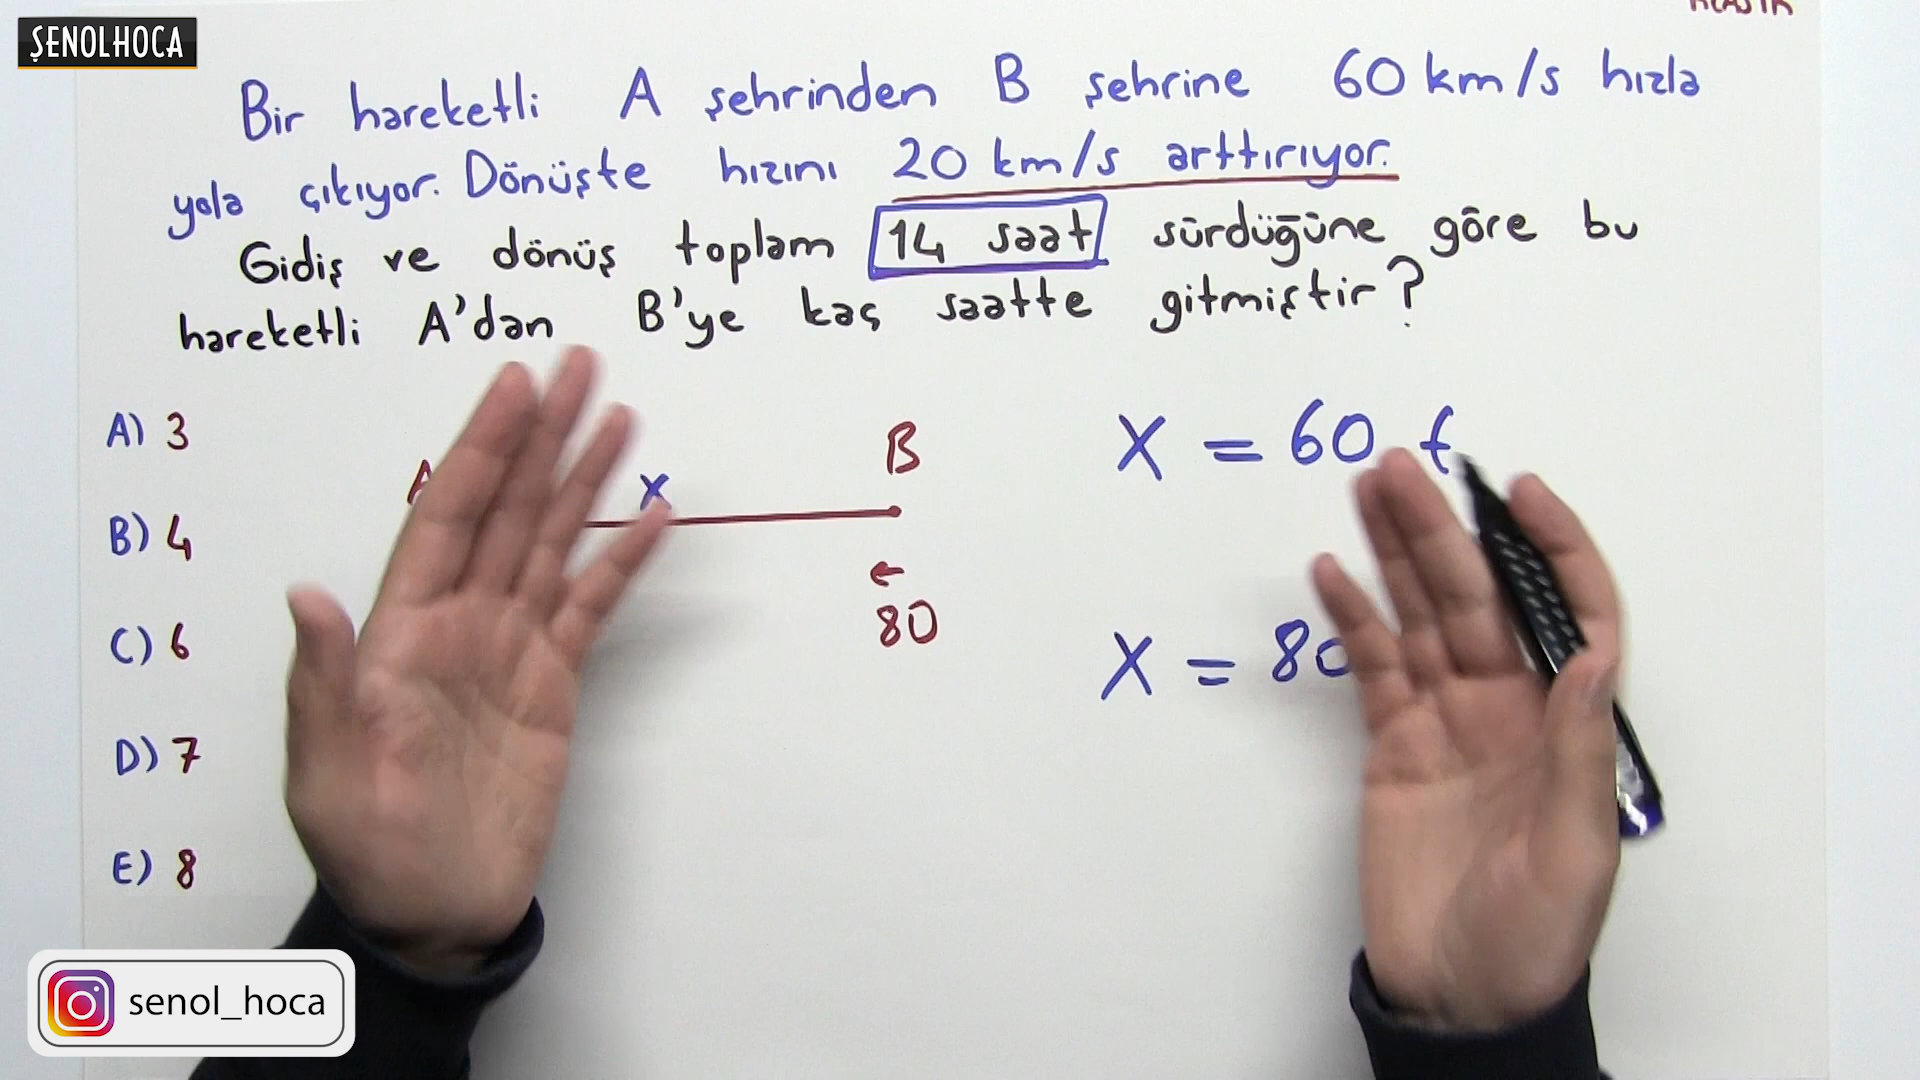 ŞENOLHOCA
Bir hareketli A şehrinden B şehrine 60 km/s hızla
yola çıkıyor. Dönüşte hızını 20 km/s arttırıyor.
Gidiş ve dönüş toplam 14 saat sürdüğüne göre bu
hareketli A'dan B'ye kaç saatte gitmiştir?
A) 3
B) 4
C) 6
D) 7
E) 8
A
x
B
80
X = 60 t
X = 80
senol_hoca